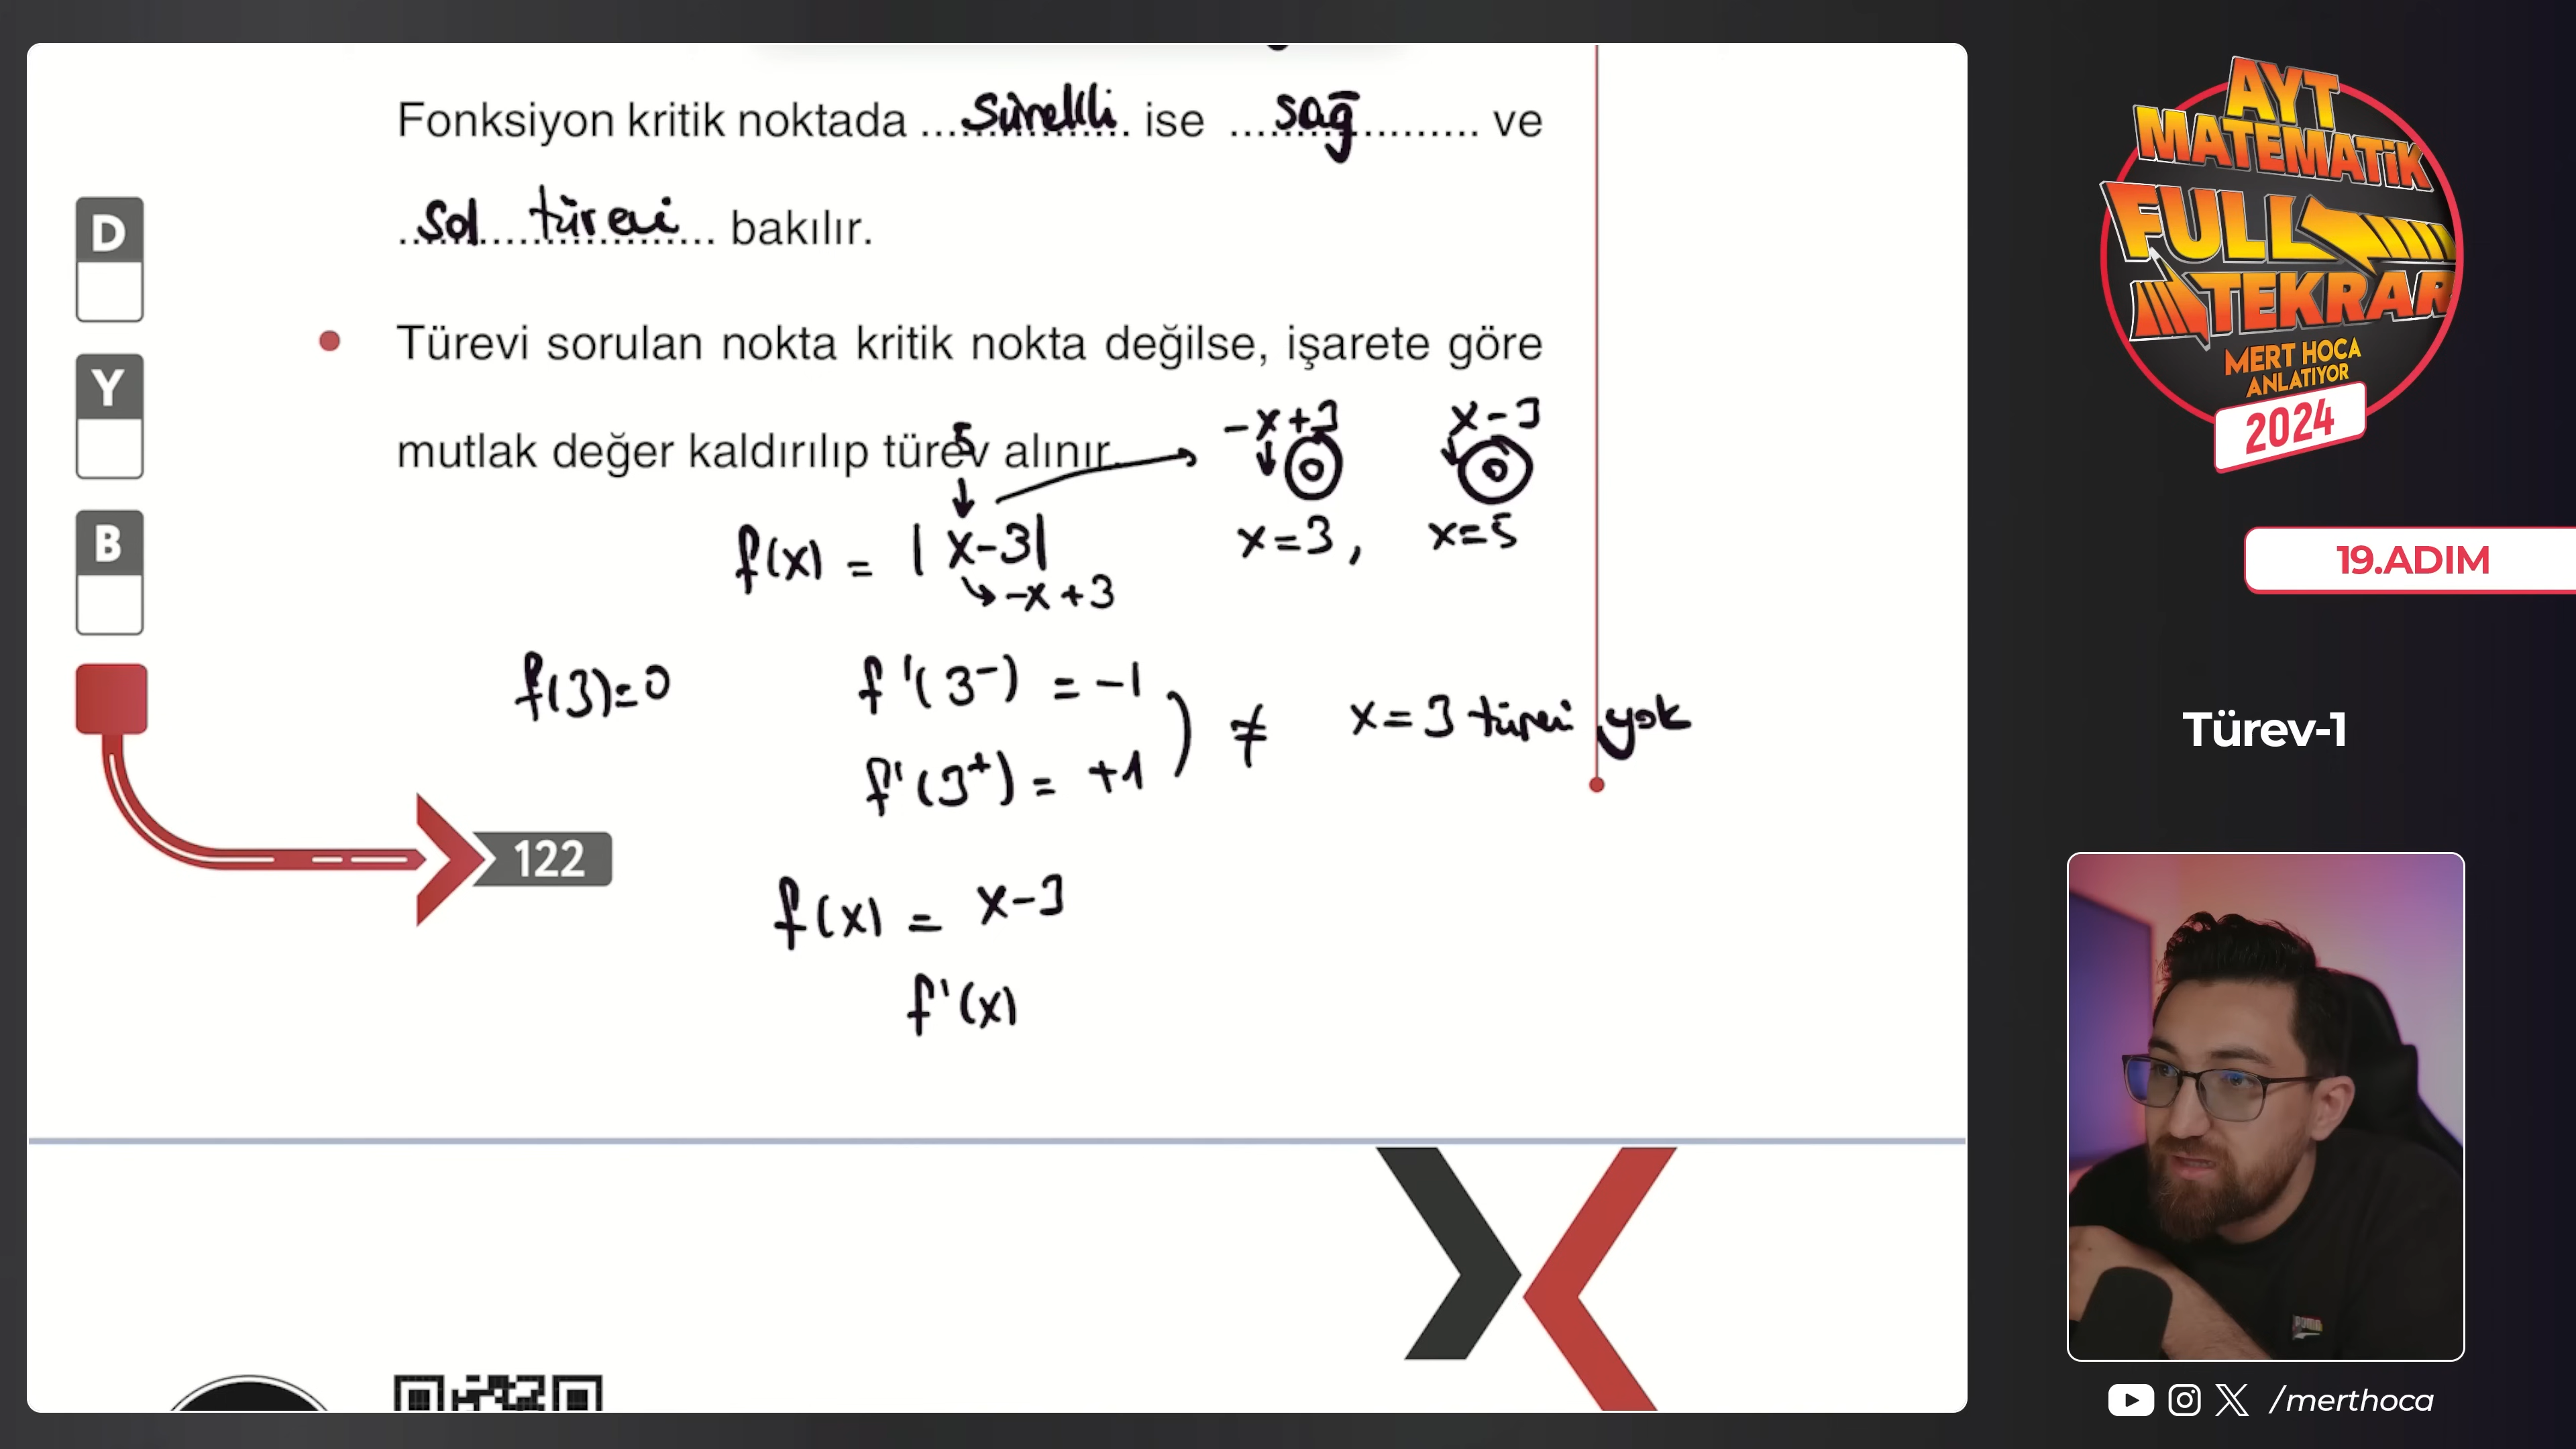 Fonksiyon kritik noktada sürekli ise sağ ve
sol türevi bakılır.
• Türevi sorulan nokta kritik nokta değilse, işarete göre
mutlak değer kaldırılıp türev alınır.
5
-x+3
x-3
f(x) = |x-3|
x=3,
x=5
-x+3
f(3)=0
f'(3⁻) = -1
f'(3⁺) = +1
≠
x=3 türevi yok
f(x) = x-3
f'(x)
D
Y
B
122
AYT
MATEMATİK
FULL
TEKRAR
MERT HOCA
ANLATIYOR
2024
19.ADIM
Türev-1
/merthoca